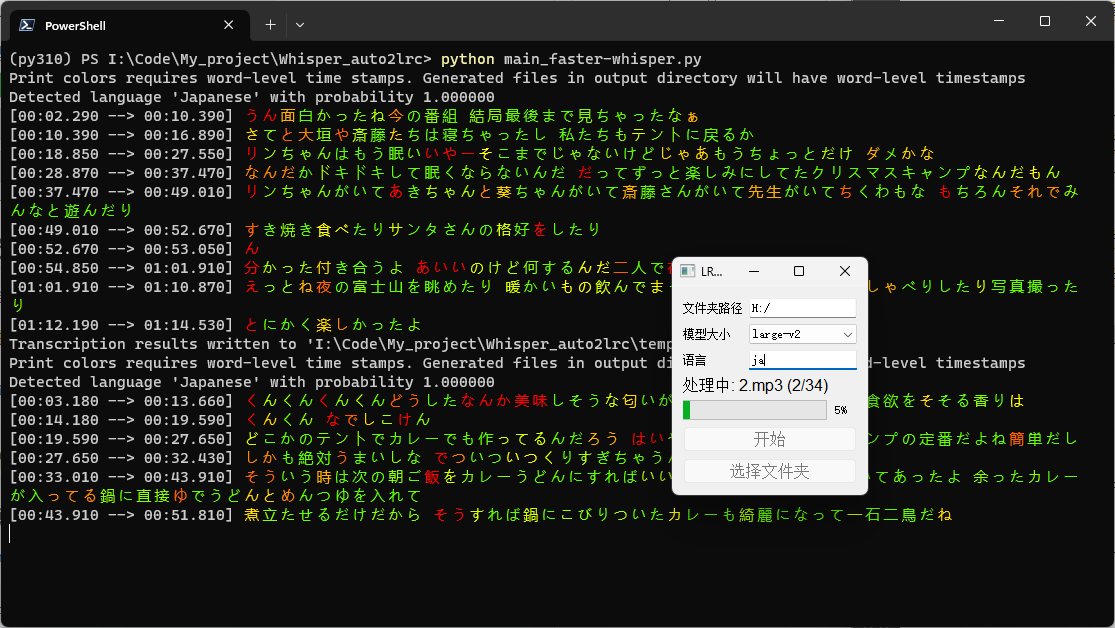 PowerShell
(py310) PS I:\Code\My_project\Whisper_auto2lrc> python main_faster-whisper.py
Print colors requires word-level time stamps. Generated files in output directory will have word-level timestamps
Detected language 'Japanese' with probability 1.000000
[00:02.290 --> 00:10.390] うん面白かったね今の番組 結局最後まで見ちゃったなぁ
[00:10.390 --> 00:16.890] さてと大垣や斎藤たちは寝ちゃったし 私たちもテントに戻るか
[00:18.850 --> 00:27.550] リンちゃんはもう眠いいやーそこまでじゃないけどじゃあもうちょっとだけ ダメかな
[00:28.870 --> 00:37.470] なんだかドキドキして眠くならないんだ だってずっと楽しみにしてたクリスマスキャンプなんだもん
[00:37.470 --> 00:49.010] リンちゃんがいてあきちゃんと葵ちゃんがいて斎藤さんがいて先生がいてちくわもな もちろんそれでみ
んなと遊んだり
[00:49.010 --> 00:52.670] すき焼き食べたりサンタさんの格好をしたり
[00:52.670 --> 00:53.050] ん
[00:54.850 --> 01:01.910] 分かった付き合うよ あいいのけど何するんだ二人で
[01:01.910 --> 01:10.870] えっとね夜の富士山を眺めたり 暖かいもの飲んでまっ しゃべりしたり写真撮った
り
[01:12.190 --> 01:14.530] とにかく楽しかったよ
Transcription results written to 'I:\Code\My_project\Whisper_auto2lrc\temp
Print colors requires word-level time stamps. Generated files in output di ve word-level timestamps
Detected language 'Japanese' with probability 1.000000
[00:03.180 --> 00:13.660] くんくんくんくんどうしたなんか美味しそうな匂いが 食欲をそそる香りは
[00:14.180 --> 00:19.590] くんくん なでしこけん
[00:19.590 --> 00:27.650] どこかのテントでカレーでも作ってるんだろう はい ンプの定番だよね簡単だし
[00:27.650 --> 00:32.430] しかも絶対うまいしな でついついつくりすぎちゃう
[00:33.010 --> 00:43.910] そういう時は次の朝ご飯をカレーうどんにすればいい てあったよ 余ったカレー
が入ってる鍋に直接ゆでうどんとめんつゆを入れて
[00:43.910 --> 00:51.810] 煮立たせるだけだから そうすれば鍋にこびりついたカレーも綺麗になって一石二鳥だね
LR...
文件夹路径 H:/
模型大小 large-v2
语言 ja
处理中: 2.mp3 (2/34)
5%
开始
选择文件夹